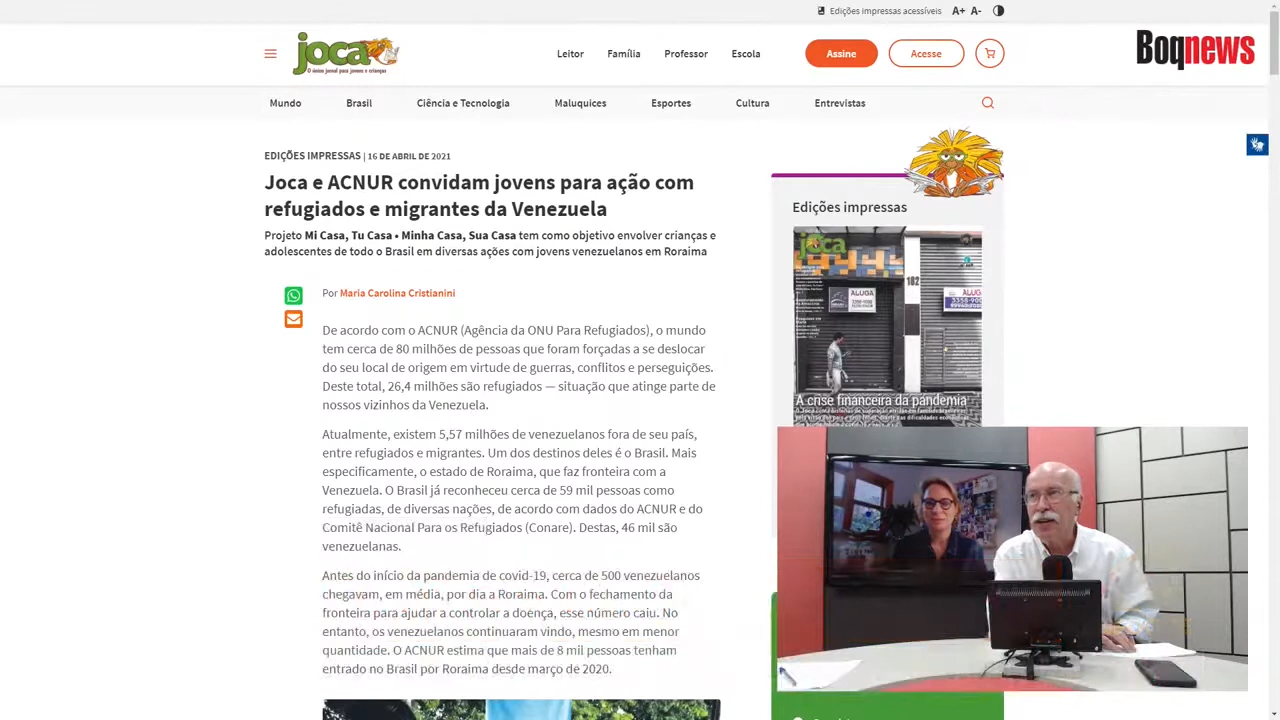 Edições impressas acessíveis A+ A-
joca
O único jornal para jovens e crianças
Leitor Família Professor Escola Assine Acesse
Boqnews
Mundo Brasil Ciência e Tecnologia Maluquices Esportes Cultura Entrevistas
EDIÇÕES IMPRESSAS | 16 DE ABRIL DE 2021
Joca e ACNUR convidam jovens para ação com
refugiados e migrantes da Venezuela
Projeto Mi Casa, Tu Casa • Minha Casa, Sua Casa tem como objetivo envolver crianças e
adolescentes de todo o Brasil em diversas ações com jovens venezuelanos em Roraima
Por Maria Carolina Cristianini
De acordo com o ACNUR (Agência da ONU Para Refugiados), o mundo
tem cerca de 80 milhões de pessoas que foram forçadas a se deslocar
do seu local de origem em virtude de guerras, conflitos e perseguições.
Deste total, 26,4 milhões são refugiados — situação que atinge parte de
nossos vizinhos da Venezuela.
Atualmente, existem 5,57 milhões de venezuelanos fora de seu país,
entre refugiados e migrantes. Um dos destinos deles é o Brasil. Mais
especificamente, o estado de Roraima, que faz fronteira com a
Venezuela. O Brasil já reconheceu cerca de 59 mil pessoas como
refugiadas, de diversas nações, de acordo com dados do ACNUR e do
Comitê Nacional Para os Refugiados (Conare). Destas, 46 mil são
venezuelanas.
Antes do início da pandemia de covid-19, cerca de 500 venezuelanos
chegavam, em média, por dia a Roraima. Com o fechamento da
fronteira para ajudar a controlar a doença, esse número caiu. No
entanto, os venezuelanos continuaram vindo, mesmo em menor
quantidade. O ACNUR estima que mais de 8 mil pessoas tenham
entrado no Brasil por Roraima desde março de 2020.
Edições impressas
joca
182
ALUGA
ALUGA
A crise financeira da pandemia